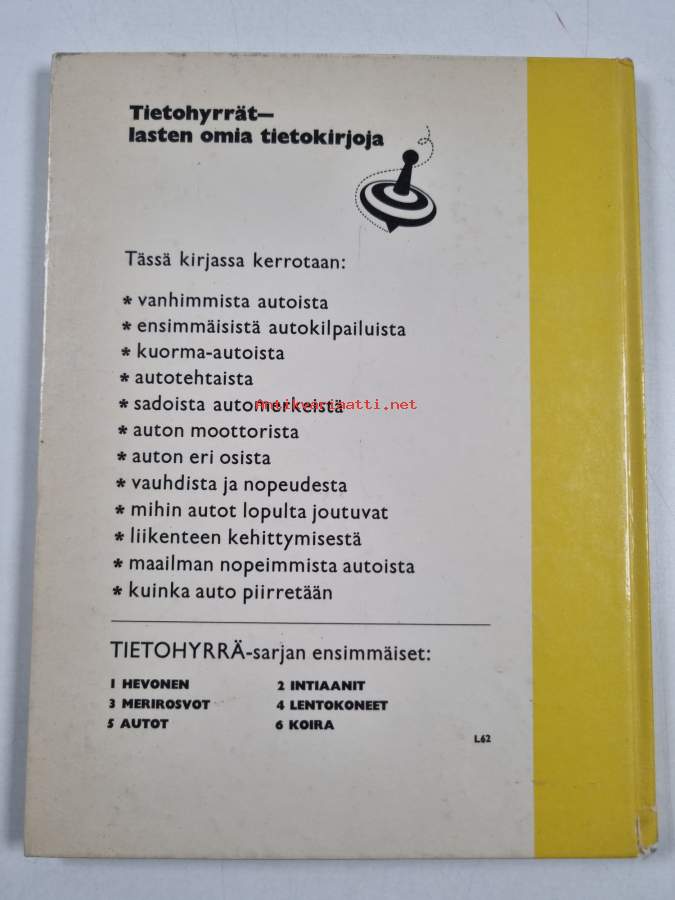 Tietohyrrät—
lasten omia tietokirjoja
Tässä kirjassa kerrotaan:
* vanhimmista autoista
* ensimmäisistä autokilpailuista
* kuorma-autoista
* autotehtaista
* sadoista automerkeistä
Antikvariaatti.net
* auton moottorista
* auton eri osista
* vauhdista ja nopeudesta
* mihin autot lopulta joutuvat
* liikenteen kehittymisestä
* maailman nopeimmista autoista
* kuinka auto piirretään
TIETOHYRRÄ-sarjan ensimmäiset:
1 HEVONEN 2 INTIAANIT
3 MERIROSVOT 4 LENTOKONEET
5 AUTOT 6 KOIRA
L62